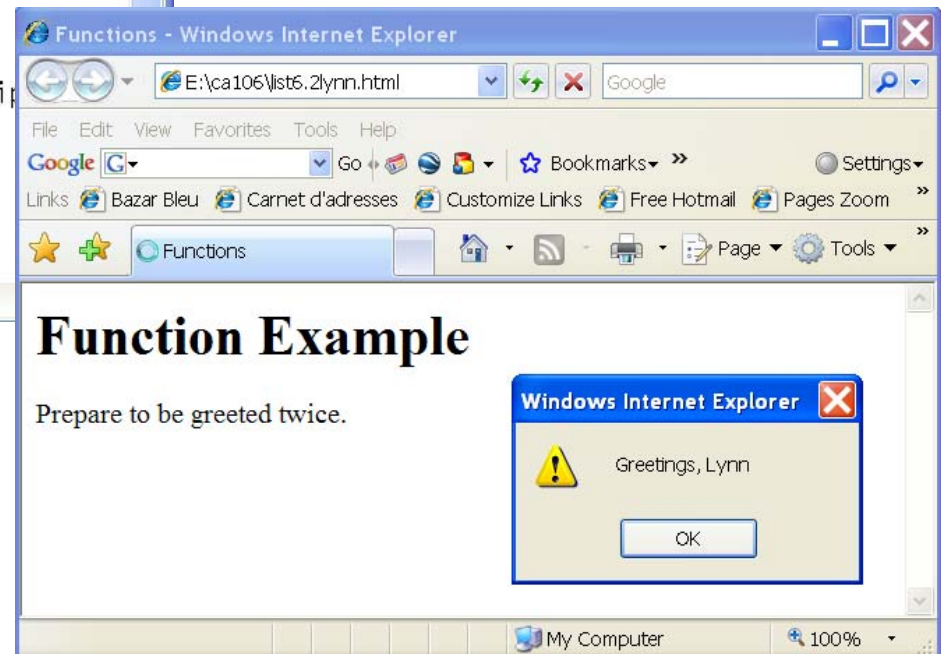 Functions - Windows Internet Explorer
E:\ca106\list6.2lynn.html Google
File Edit View Favorites Tools Help
Google G Go Bookmarks » Settings
Links Bazar Bleu Carnet d'adresses Customize Links Free Hotmail Pages Zoom »
Functions Page Tools »
Function Example
Prepare to be greeted twice.
Windows Internet Explorer
Greetings, Lynn
OK
My Computer 100%